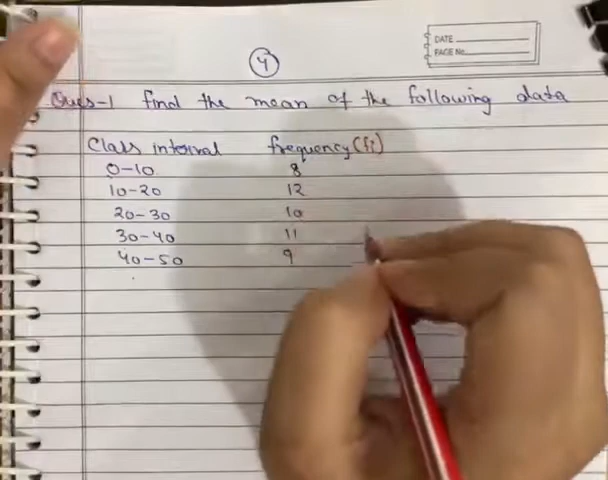 4
DATE
PAGE No.
Ques-1 find the mean of the following data
Class interval frequency (fi)
0-10 8
10-20 12
20-30 10
30-40 11
40-50 9